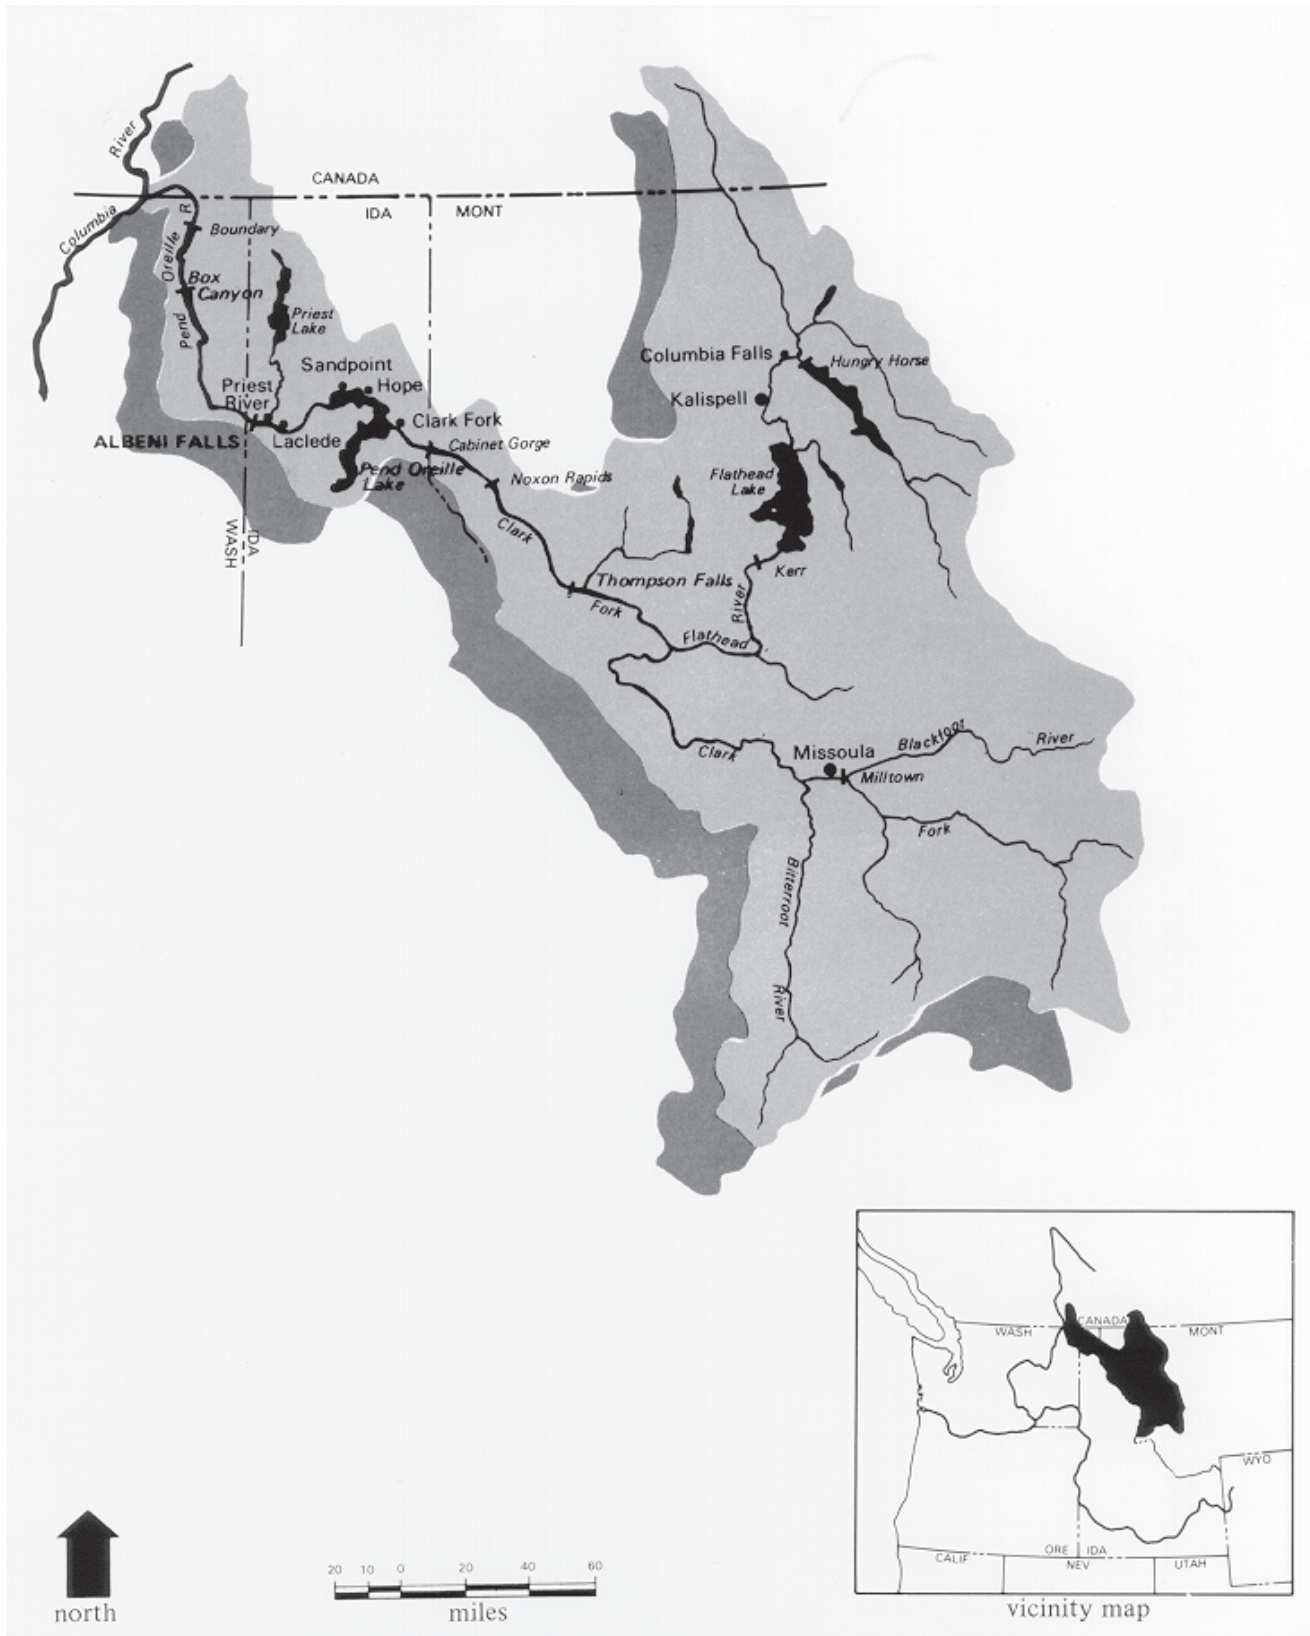 River
Columbia
CANADA
IDA
MONT
R
Oreille
Pend
Boundary
Box
Canyon
Priest
Lake
Sandpoint
Hope
Priest
River
ALBENI FALLS
Laclede
Clark Fork
Cabinet Gorge
Pend Oreille
Lake
Noxon Rapids
WASH
IDA
Columbia Falls
Hungry Horse
Kalispell
Flathead
Lake
Kerr
River
Clark
Thompson Falls
Fork
Flathead
Clark
Missoula
Blackfoot
River
Milltown
Fork
Bitterroot
River
north
20 10 0 20 40 60
miles
CANADA
WASH
MONT
WYO
ORE
IDA
CALIF
NEV
UTAH
vicinity map